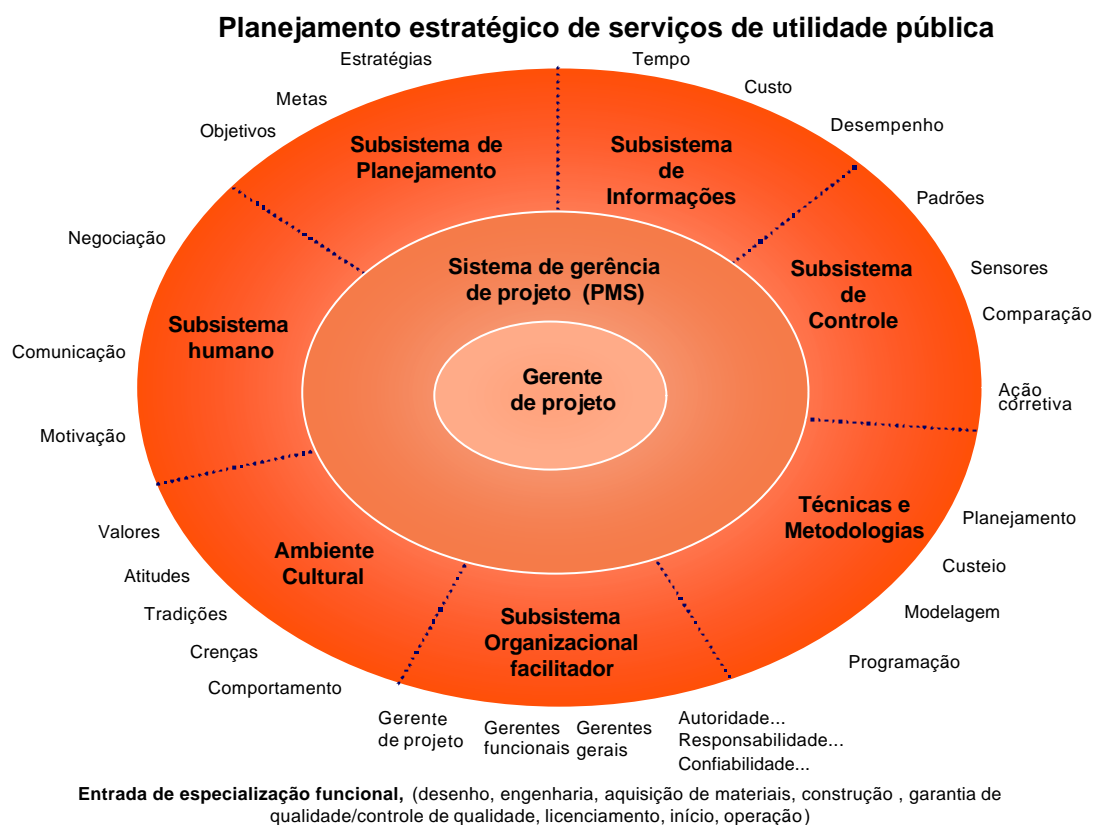 Planejamento estratégico de serviços de utilidade pública
Estratégias
Metas
Objetivos
Tempo
Custo
Desempenho
Subsistema de
Planejamento
Subsistema
de
Informações
Padrões
Sensores
Comparação
Ação
corretiva
Subsistema
de
Controle
Negociação
Comunicação
Motivação
Subsistema
humano
Sistema de gerência
de projeto (PMS)
Gerente
de projeto
Técnicas e
Metodologias
Planejamento
Custeio
Modelagem
Programação
Valores
Atitudes
Tradições
Crenças
Comportamento
Ambiente
Cultural
Subsistema
Organizacional
facilitador
Gerente
de projeto
Gerentes
funcionais
Gerentes
gerais
Autoridade...
Responsabilidade...
Confiabilidade...
Entrada de especialização funcional, (desenho, engenharia, aquisição de materiais, construção , garantia de
qualidade/controle de qualidade, licenciamento, início, operação)